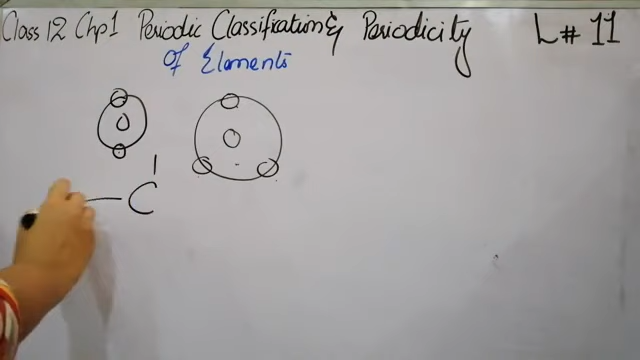 Class 12 Chp1 Periodic Classification & Periodicity L# 11
Of Elements
C